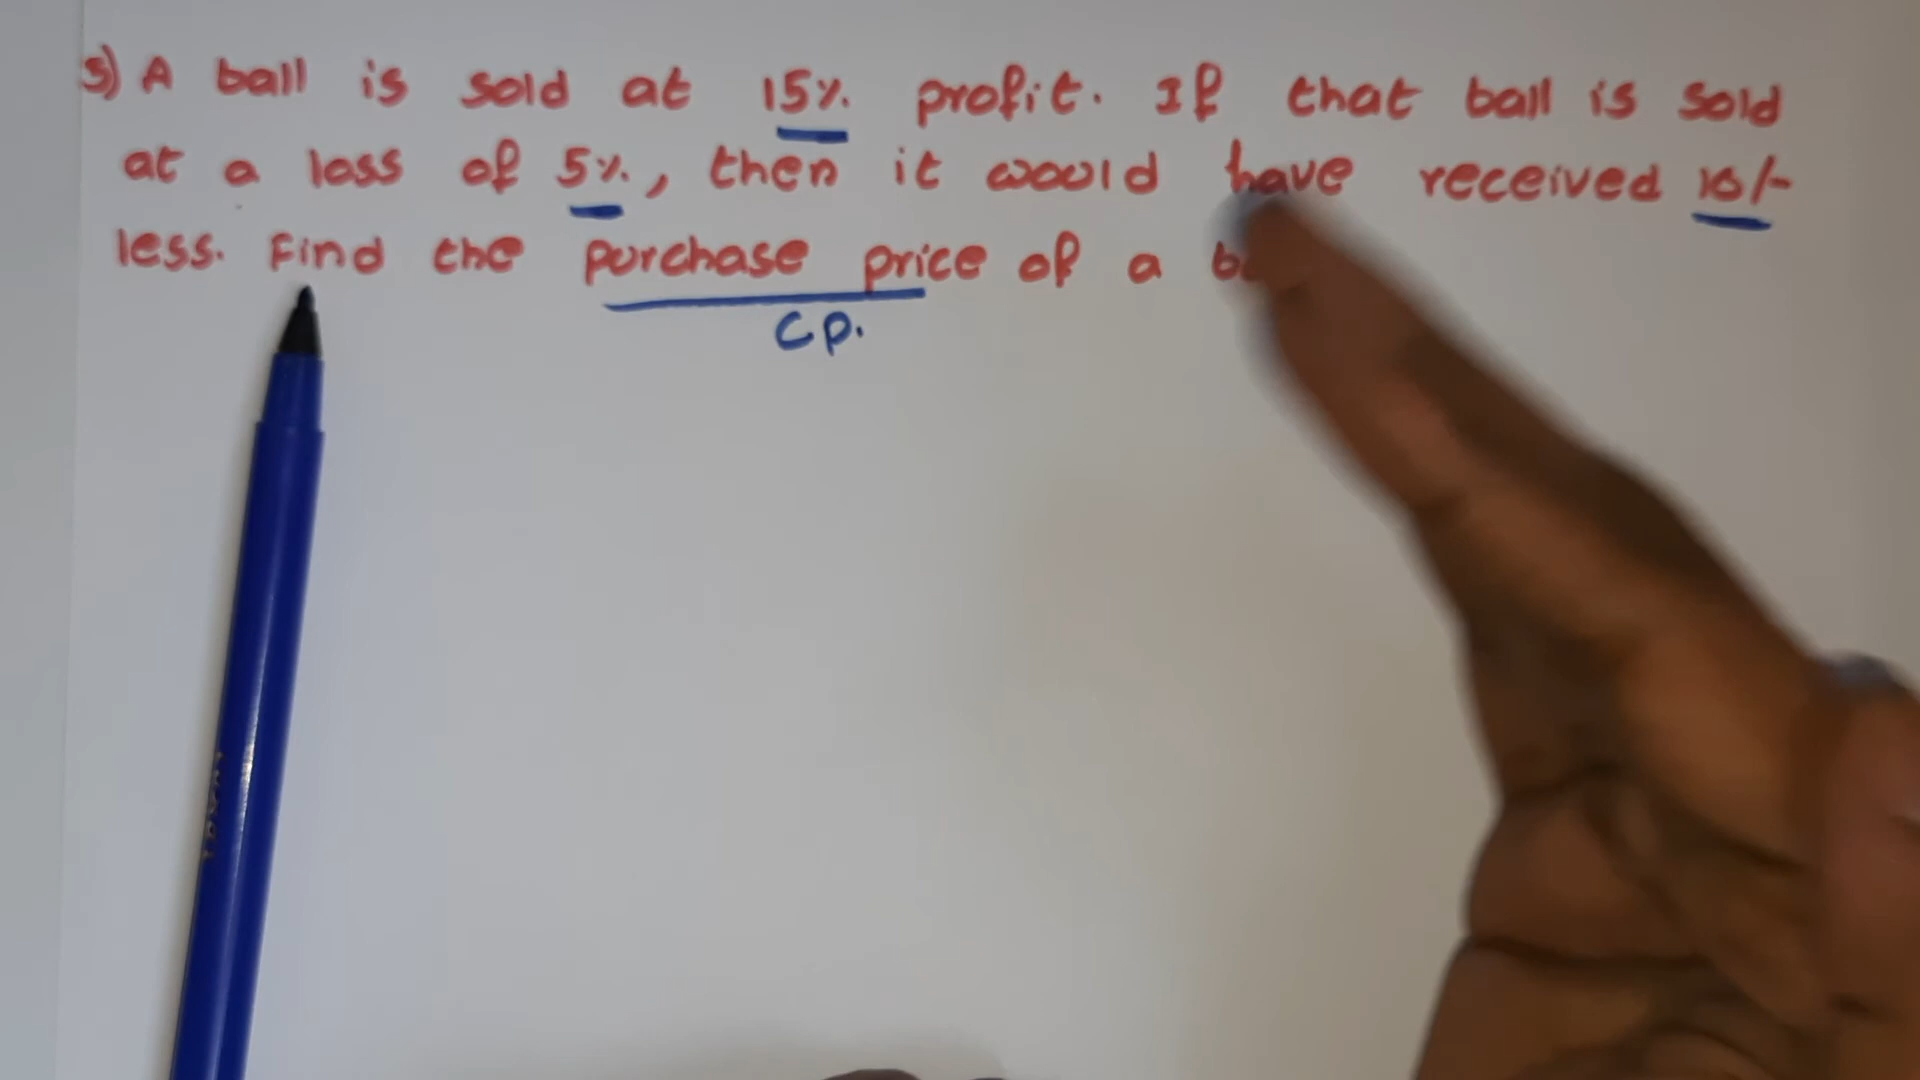 5) A ball is sold at 15%. profit. If that ball is sold
at a loss of 5%., then it would have received 16/-
less. Find the purchase price of a
CP.